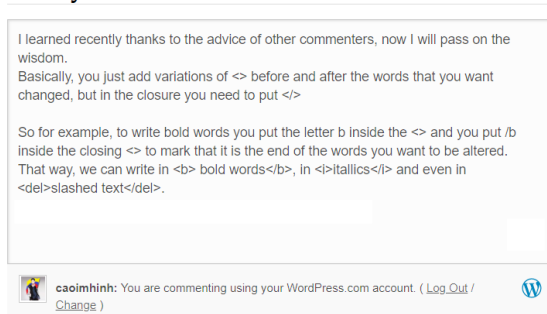 I learned recently thanks to the advice of other commenters, now I will pass on the
wisdom.
Basically, you just add variations of <> before and after the words that you want
changed, but in the closure you need to put </>
So for example, to write bold words you put the letter b inside the <> and you put /b
inside the closing <> to mark that it is the end of the words you want to be altered.
That way, we can write in <b> bold words</b>, in <i>itallics</i> and even in
<del>slashed text</del>.
caoimhinh: You are commenting using your WordPress.com account. ( Log Out /
Change )